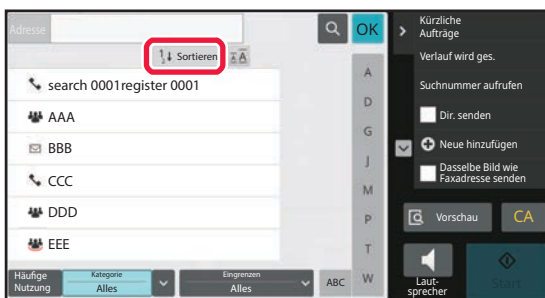 Adresse
OK
1 2 Sortieren A A
search 0001register 0001
AAA
BBB
CCC
DDD
EEE
A
D
G
J
M
P
T
W
Häufige
Nutzung
Kategorie
Alles
Eingrenzen
Alles
ABC
Kürzliche
Aufträge
Verlauf wird ges.
Suchnummer aufrufen
Dir. senden
Neue hinzufügen
Dasselbe Bild wie
Faxadresse senden
Vorschau
CA
Laut-
sprecher
Start